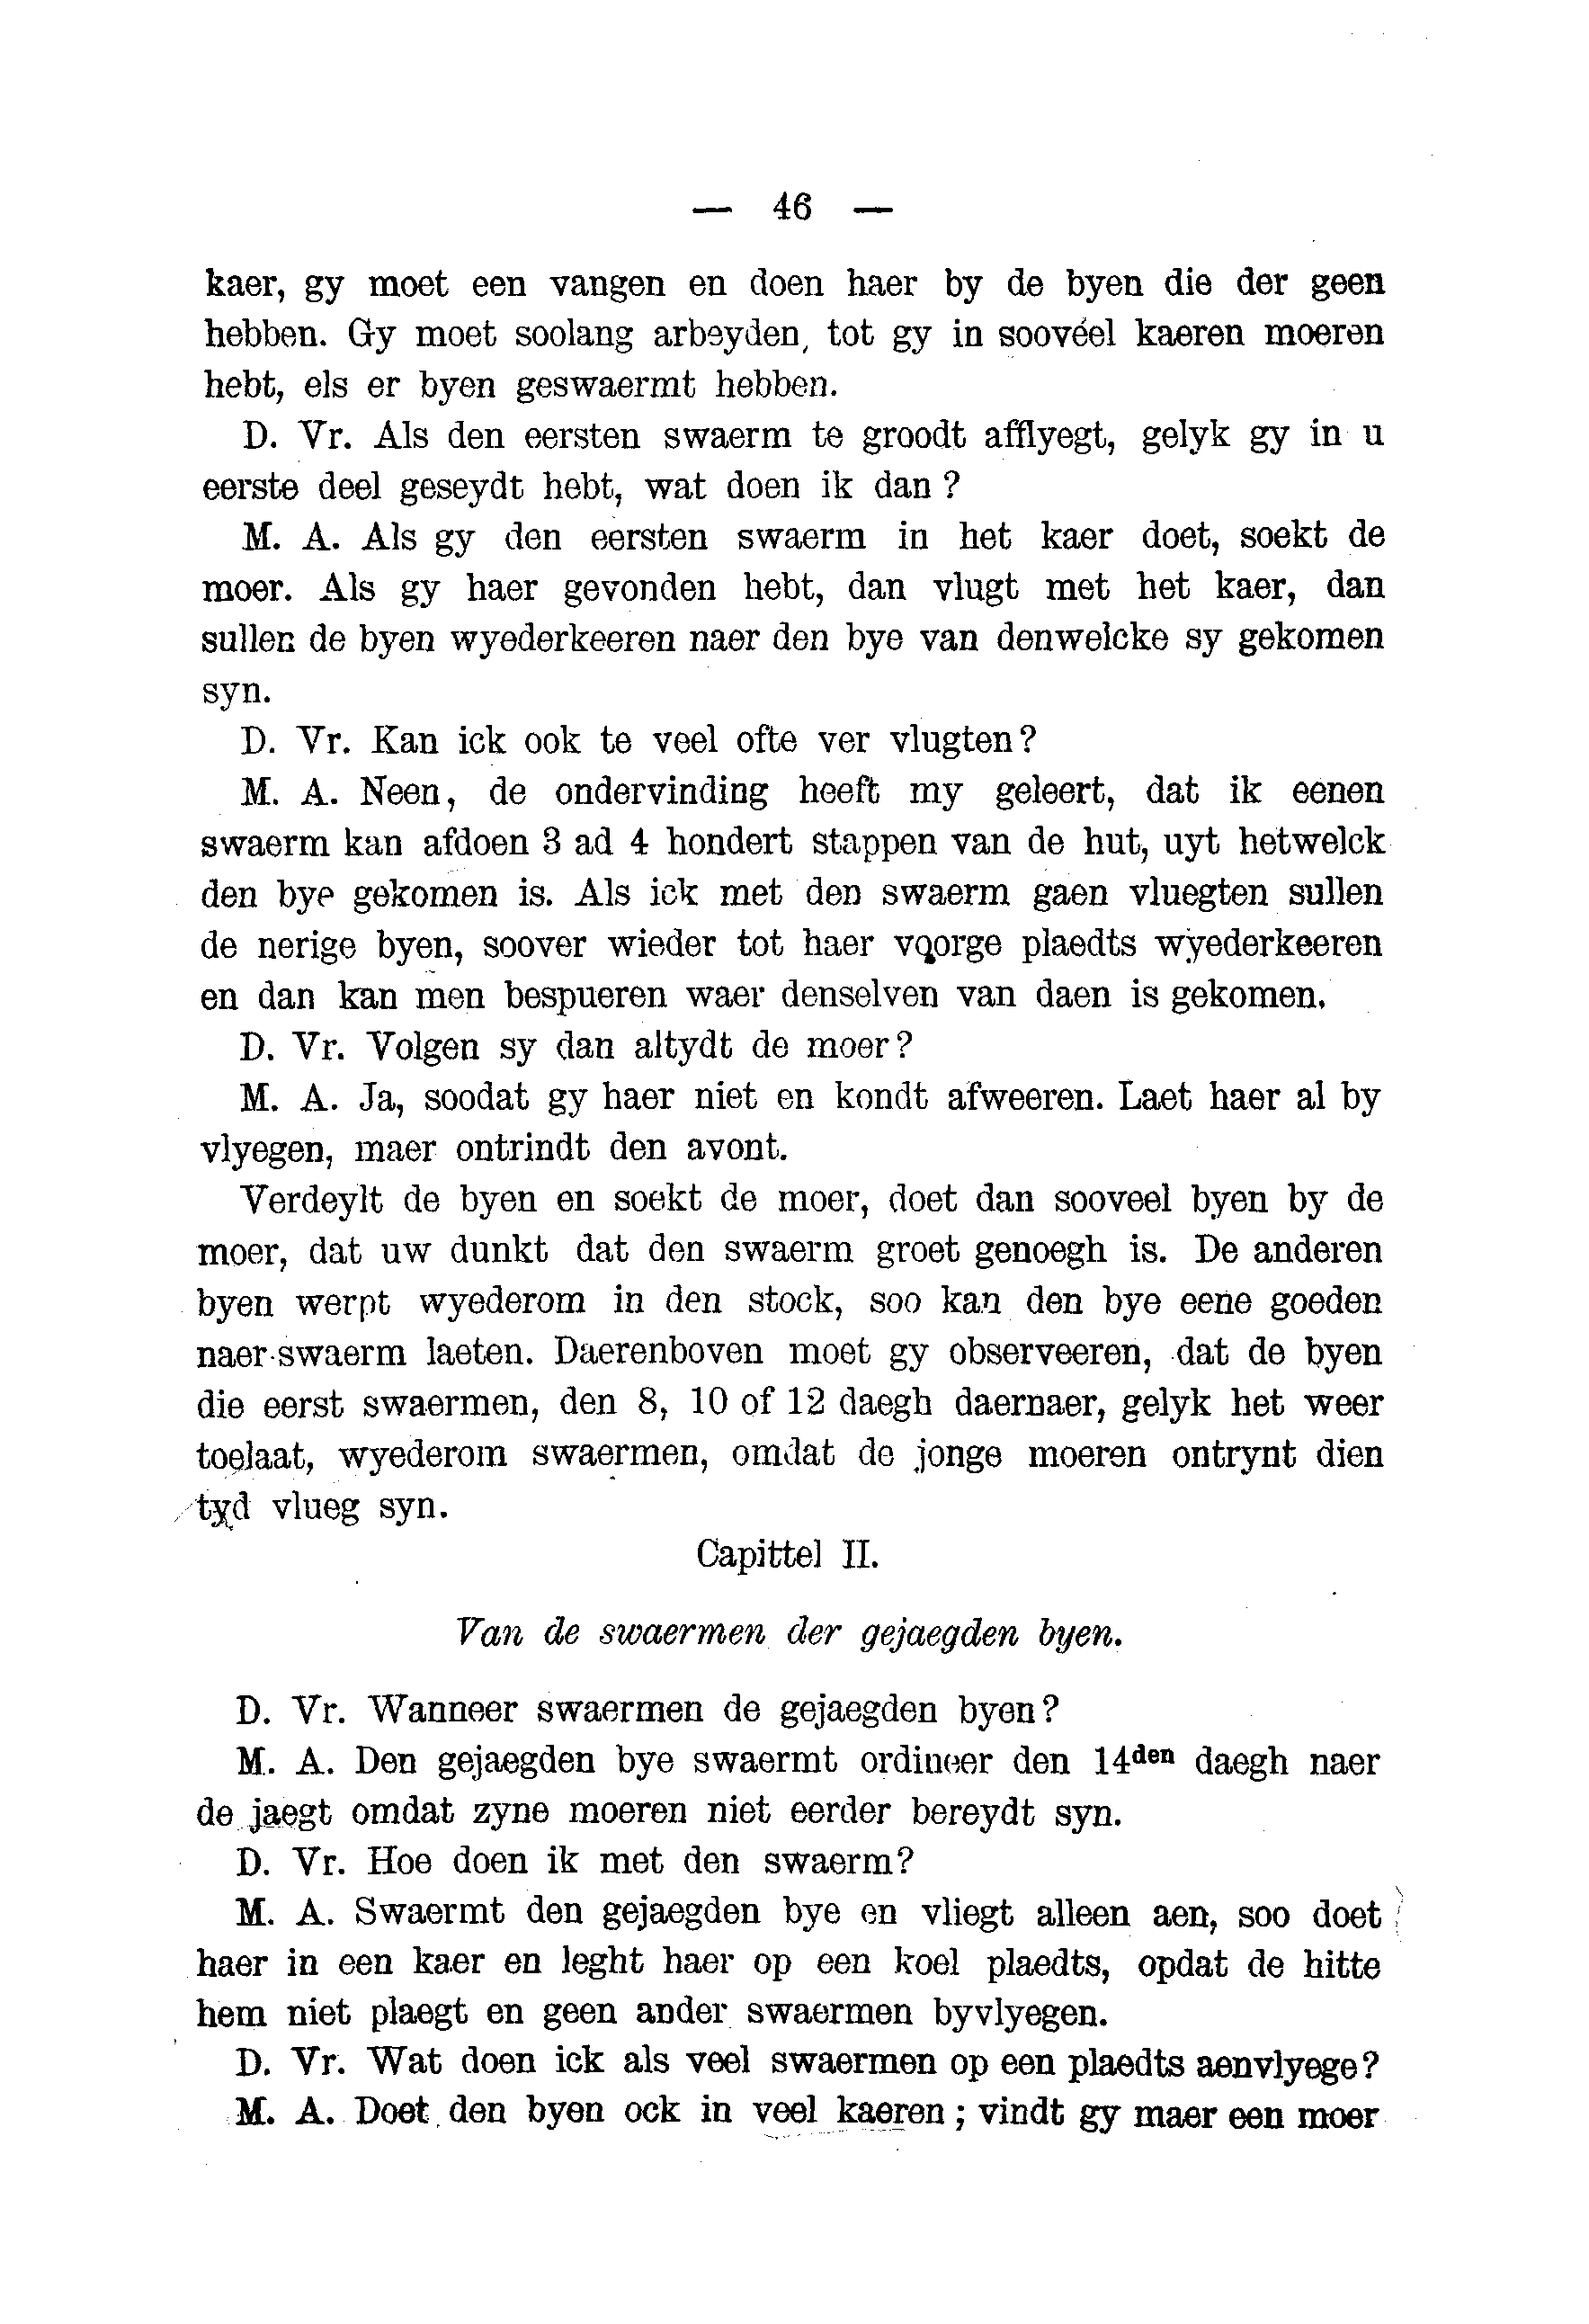 — 46 —
kaer, gy moet een vangen en doen haer by de byen die der geen
hebben. Gy moet soolang arbeyden, tot gy in sooveel kaeren moeren
hebt, els er byen geswaermt hebben.
D. Vr. Als den eersten swaerm te groodt afflyegt, gelyk gy in u
eerste deel geseydt hebt, wat doen ik dan?
M. A. Als gy den eersten swaerm in het kaer doet, soekt de
moer. Als gy haer gevonden hebt, dan vlugt met het kaer, dan
sullen de byen wyederkeeren naer den bye van denwelcke sy gekomen
syn.
D. Vr. Kan ick ook te veel ofte ver vlugten?
M. A. Neen, de ondervinding heeft my geleert, dat ik eenen
swaerm kan afdoen 3 ad 4 hondert stappen van de hut, uyt hetwelck
den bye gekomen is. Als ick met den swaerm gaen vluegten sullen
de nerige byen, soover wieder tot haer voorge plaedts wyederkeeren
en dan kan men bespueren waer denselven van daen is gekomen.
D. Vr. Volgen sy dan altydt de moer?
M. A. Ja, soodat gy haer niet en kondt afweeren. Laet haer al by
vlyegen, maer ontrindt den avont.
Verdeylt de byen en soekt de moer, doet dan sooveel byen by de
moer, dat uw dunkt dat den swaerm groet genoegh is. De anderen
byen werpt wyederom in den stock, soo kan den bye eene goeden
naer-swaerm laeten. Daerenboven moet gy observeeren, dat de byen
die eerst swaermen, den 8, 10 of 12 daegh daernaer, gelyk het weer
toelaat, wyederom swaermen, omdat de jonge moeren ontrynt dien
tyd vlueg syn.
Capittel II.
Van de swaermen der gejaegden byen.
D. Vr. Wanneer swaermen de gejaegden byen?
M. A. Den gejaegden bye swaermt ordineer den 14den daegh naer
de jaegt omdat zyne moeren niet eerder bereydt syn.
D. Vr. Hoe doen ik met den swaerm?
M. A. Swaermt den gejaegden bye en vliegt alleen aen, soo doet
haer in een kaer en leght haer op een koel plaedts, opdat de hitte
hem niet plaegt en geen ander swaermen byvlyegen.
D. Vr. Wat doen ick als veel swaermen op een plaedts aenvlyege?
M. A. Doet den byen ock in veel kaeren; vindt gy maer een moer